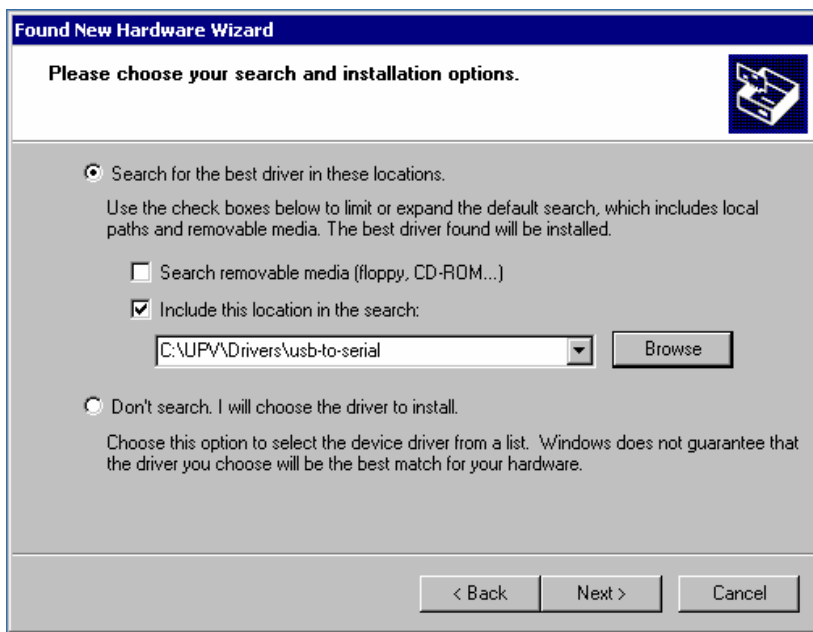 Found New Hardware Wizard
Please choose your search and installation options.
Search for the best driver in these locations.
Use the check boxes below to limit or expand the default search, which includes local
paths and removable media. The best driver found will be installed.
Search removable media (floppy, CD-ROM...)
Include this location in the search:
C:\UPV\Drivers\usb-to-serial
Browse
Don't search. I will choose the driver to install.
Choose this option to select the device driver from a list. Windows does not guarantee that
the driver you choose will be the best match for your hardware.
< Back Next > Cancel